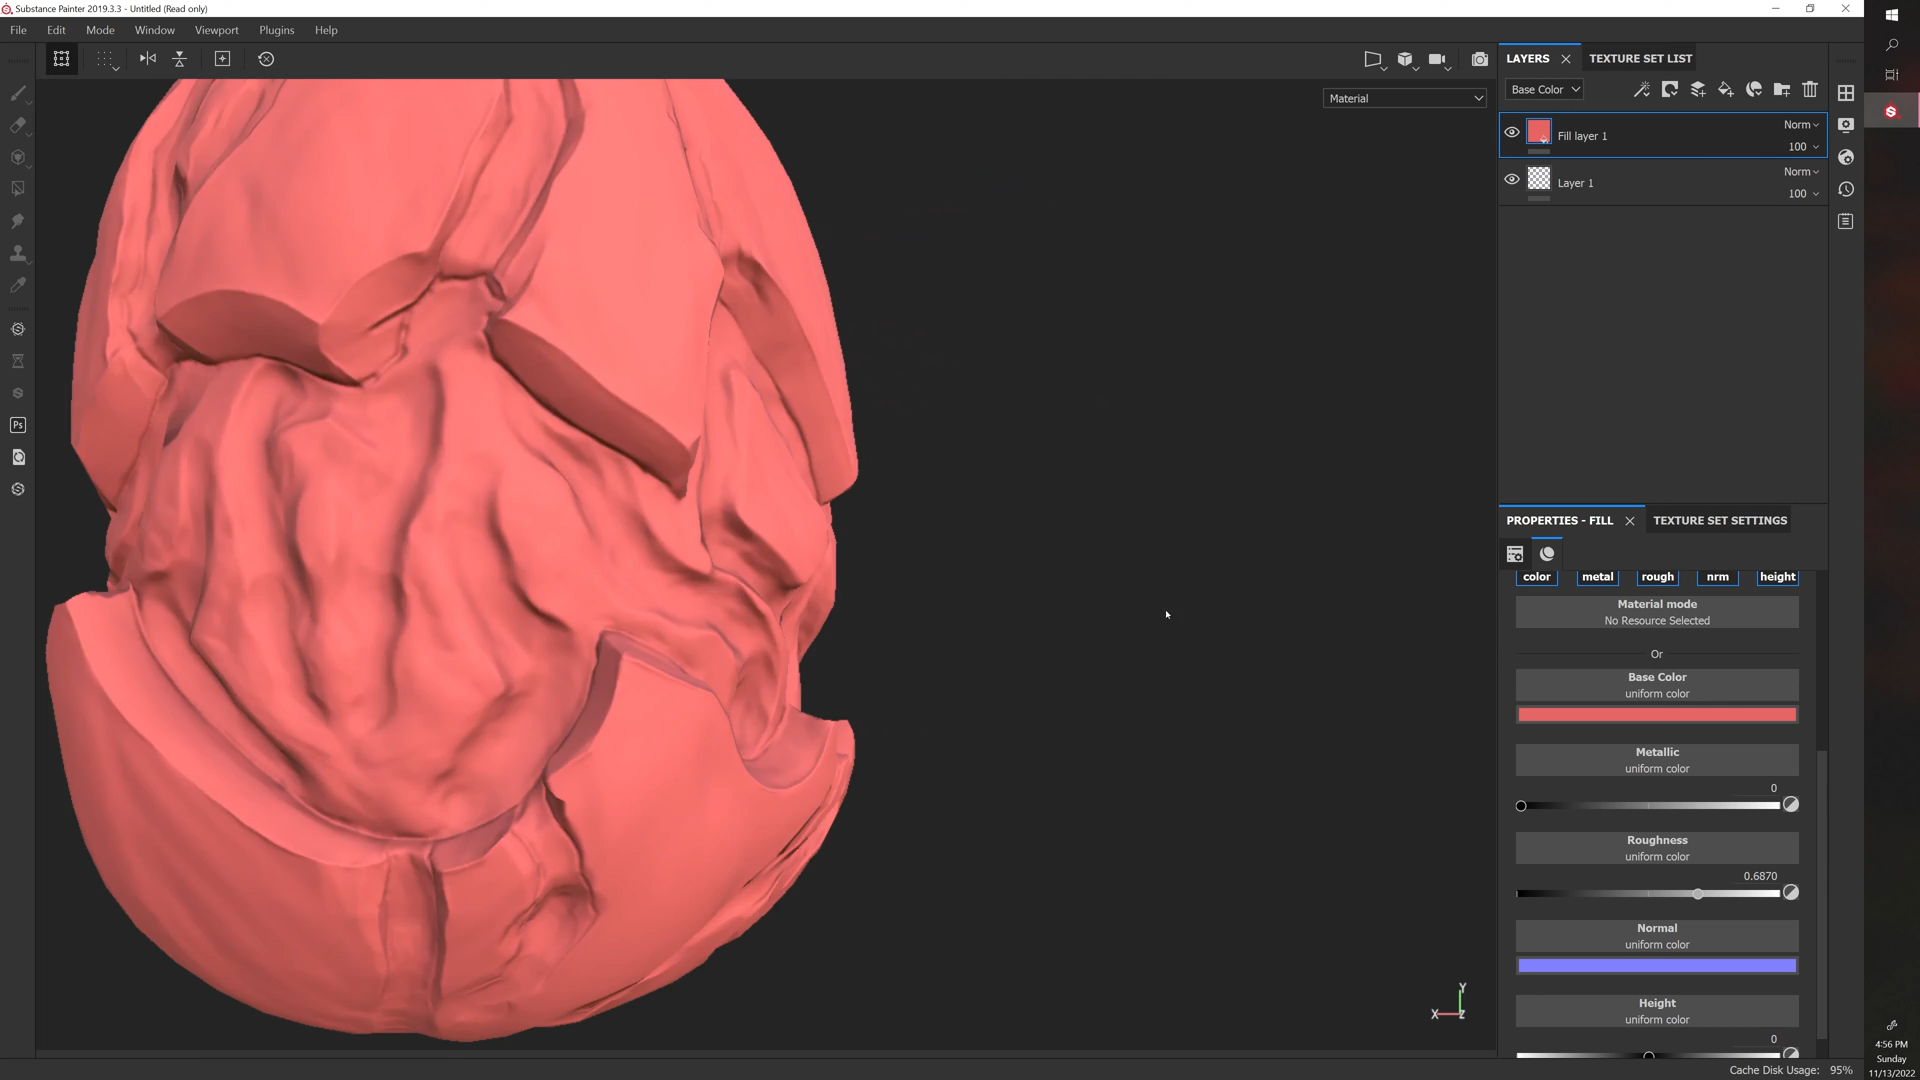 Substance Painter 2019.3.3 - Untitled (Read only)
File Edit Mode Window Viewport Plugins Help
LAYERS TEXTURE SET LIST
Material
Base Color
Fill layer 1
Norm
100
Layer 1
Norm
100
Ps
PROPERTIES - FILL TEXTURE SET SETTINGS
color metal rough nrm height
Material mode
No Resource Selected
Or
Base Color
uniform color
Metallic
uniform color
0
Roughness
uniform color
0.6870
Normal
uniform color
Height
uniform color
0
Y
X Z
Cache Disk Usage: 95%
4:56 PM
Sunday
11/13/2022